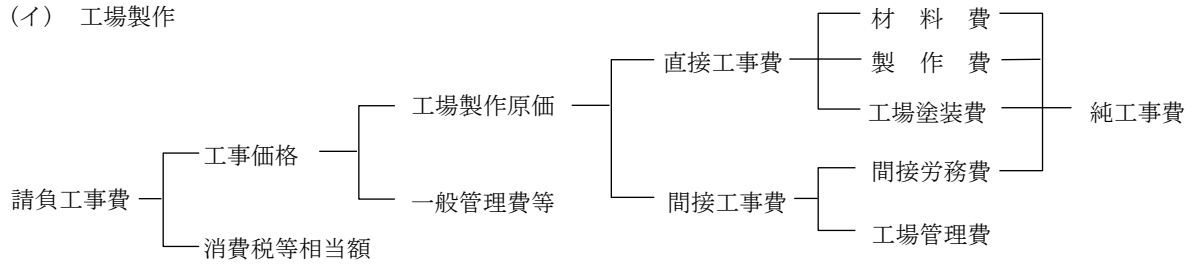 (イ) 工場製作
材 料 費
直接工事費
製 作 費
工場製作原価
工場塗装費
純工事費
工事価格
間接労務費
請負工事費
一般管理費等
間接工事費
工場管理費
消費税等相当額